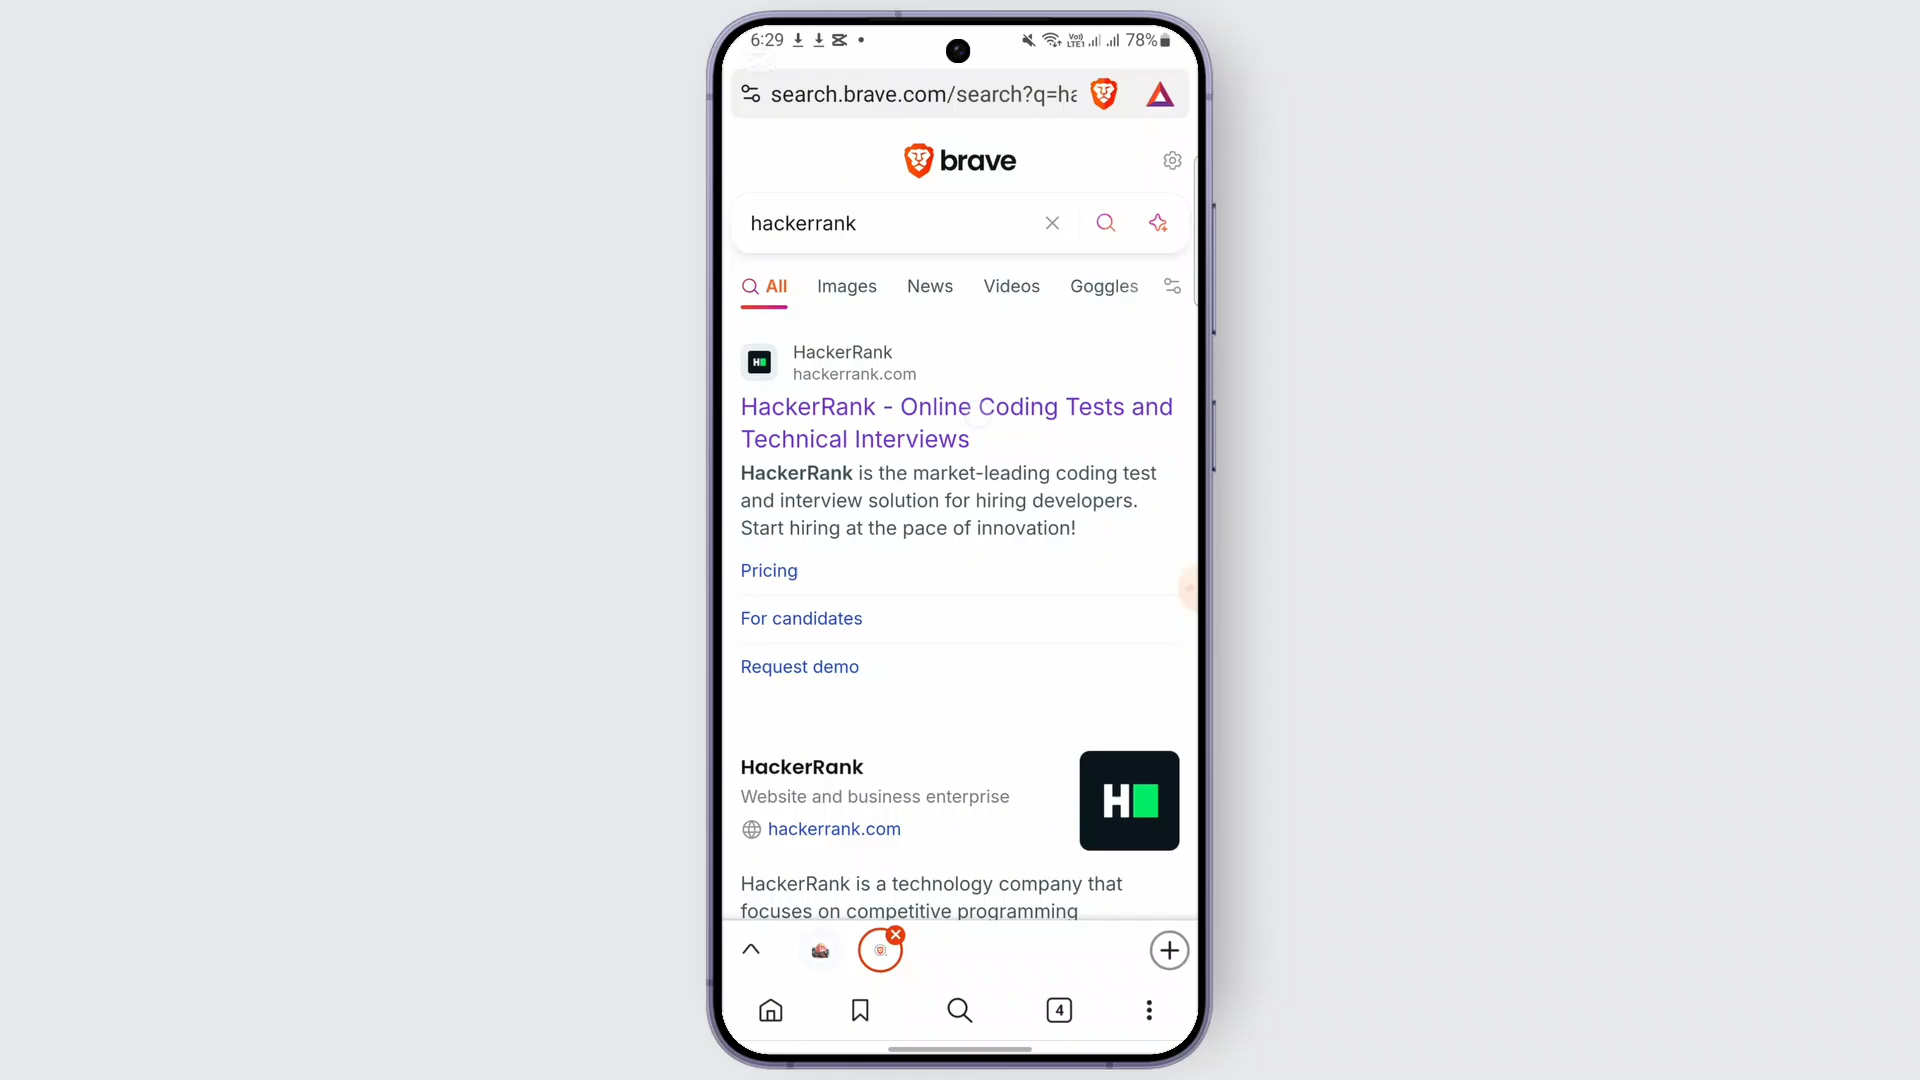 6:29
Vo)) LTE1
78%
search.brave.com/search?q=ha
brave
hackerrank
All Images News Videos Goggles
HackerRank
hackerrank.com
HackerRank - Online Coding Tests and
Technical Interviews
HackerRank is the market-leading coding test
and interview solution for hiring developers.
Start hiring at the pace of innovation!
Pricing
For candidates
Request demo
HackerRank
Website and business enterprise
hackerrank.com
H
HackerRank is a technology company that
focuses on competitive programming
4